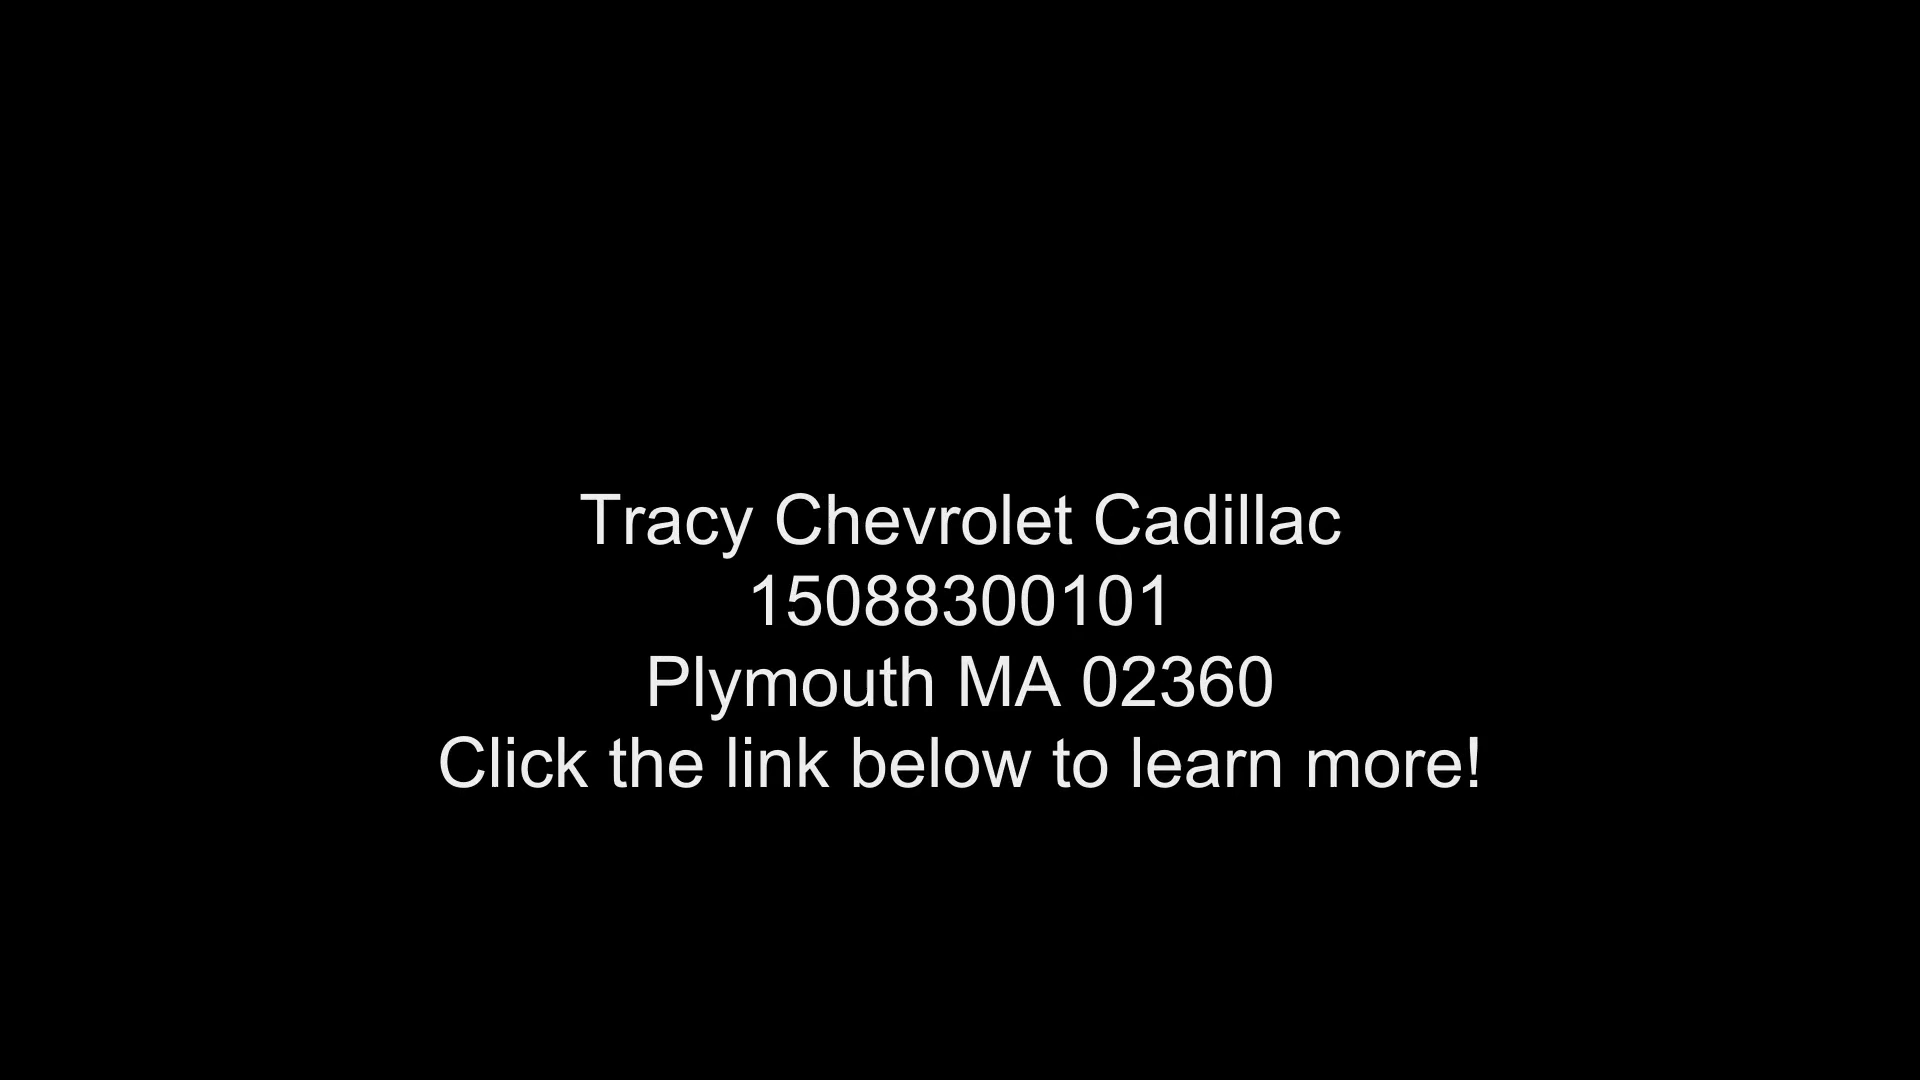 Tracy Chevrolet Cadillac
15088300101
Plymouth MA 02360
Click the link below to learn more!